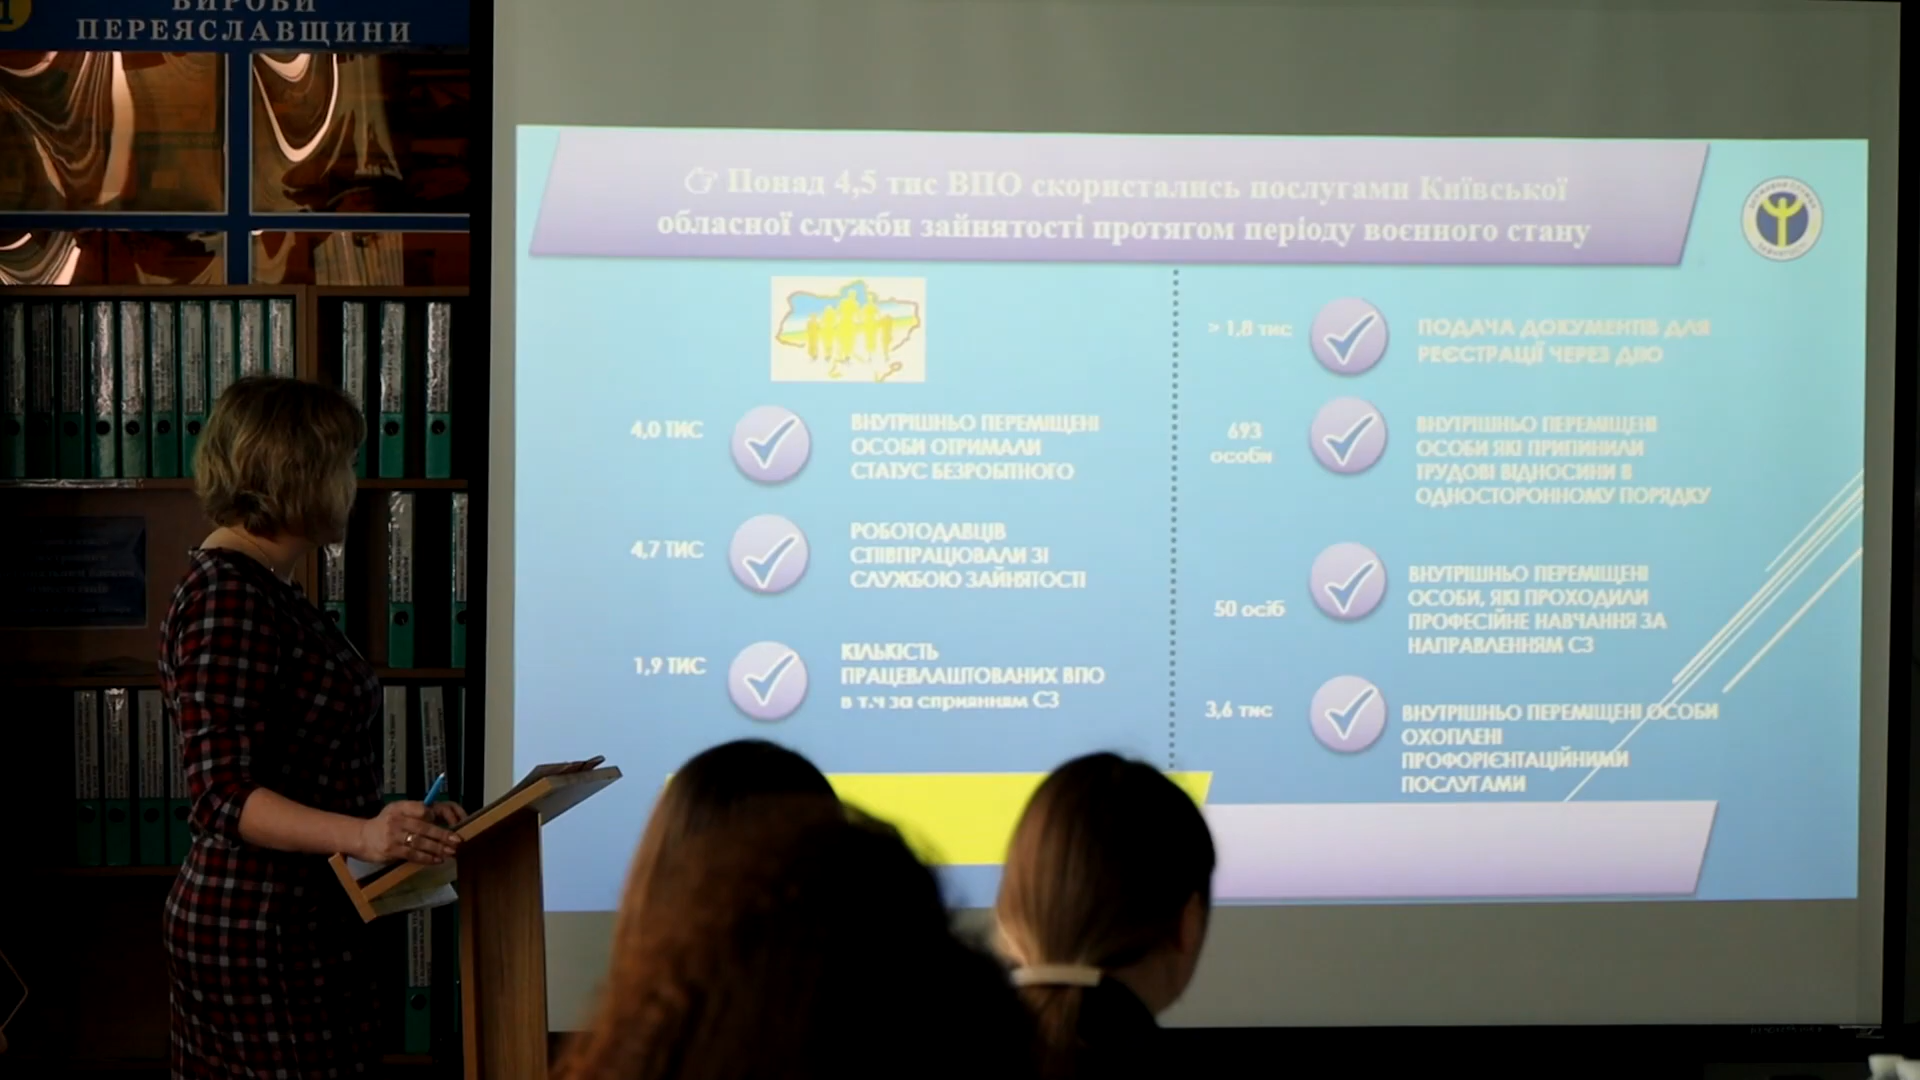 ВИРОБИ
ПЕРЕЯСЛАВЩИНИ
Понад 4,5 тис ВПО скористались послугами Київської
обласної служби зайнятості протягом періоду воєнного стану
4,0 ТИС
ВНУТРІШНЬО ПЕРЕМІЩЕНІ
ОСОБИ ОТРИМАЛИ
СТАТУС БЕЗРОБІТНОГО
4,7 ТИС
РОБОТОДАВЦІВ
СПІВПРАЦЮВАЛИ ЗІ
СЛУЖБОЮ ЗАЙНЯТОСТІ
1,9 ТИС
КІЛЬКІСТЬ
ПРАЦЕВЛАШТОВАНИХ ВПО
в т.ч за сприянням СЗ
> 1,8 тис
ПОДАЧА ДОКУМЕНТІВ ДЛЯ
РЕЄСТРАЦІЇ ЧЕРЕЗ ДІЮ
693
особи
ВНУТРІШНЬО ПЕРЕМІЩЕНІ
ОСОБИ ЯКІ ПРИПИНИЛИ
ТРУДОВІ ВІДНОСИНИ В
ОДНОСТОРОННОМУ ПОРЯДКУ
50 осіб
ВНУТРІШНЬО ПЕРЕМІЩЕНІ
ОСОБИ, ЯКІ ПРОХОДИЛИ
ПРОФЕСІЙНЕ НАВЧАННЯ ЗА
НАПРАВЛЕННЯМ СЗ
3,6 тис
ВНУТРІШНЬО ПЕРЕМІЩЕНІ ОСОБИ
ОХОПЛЕНІ
ПРОФОРІЄНТАЦІЙНИМИ
ПОСЛУГАМИ